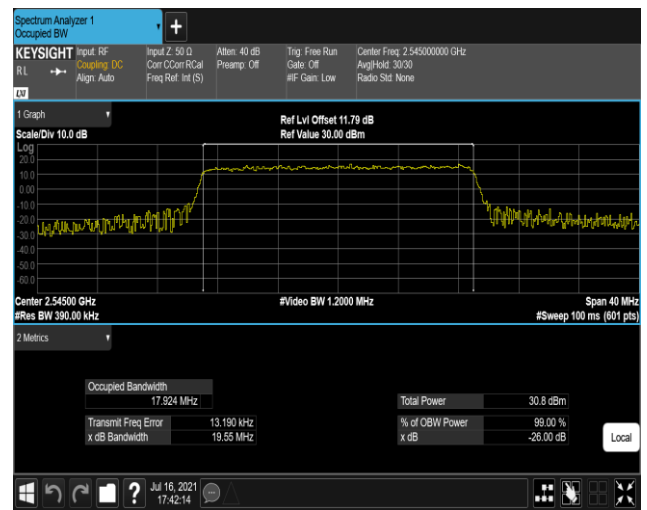 Spectrum Analyzer 1
Occupied BW
KEYSIGHT Input: RF Input Z: 50 Ω Atten: 40 dB Trig: Free Run Center Freq: 2.545000000 GHz
RL Coupling: DC Corr CCorr RCal Preamp: Off Gate: Off Avg|Hold: 30/30
Align: Auto Freq Ref: Int (S) #IF Gain: Low Radio Std: None
LXI
1 Graph
Ref Lvl Offset 11.79 dB
Scale/Div 10.0 dB Ref Value 30.00 dBm
Log
20.0
10.0
0.00
-10.0
-20.0
-30.0
-40.0
-50.0
-60.0
Center 2.54500 GHz #Video BW 1.2000 MHz Span 40 MHz
#Res BW 390.00 kHz #Sweep 100 ms (601 pts)
2 Metrics
Occupied Bandwidth
17.924 MHz Total Power 30.8 dBm
Transmit Freq Error 13.190 kHz % of OBW Power 99.00 %
x dB Bandwidth 19.55 MHz x dB -26.00 dB
Local
Jul 16, 2021
17:42:14